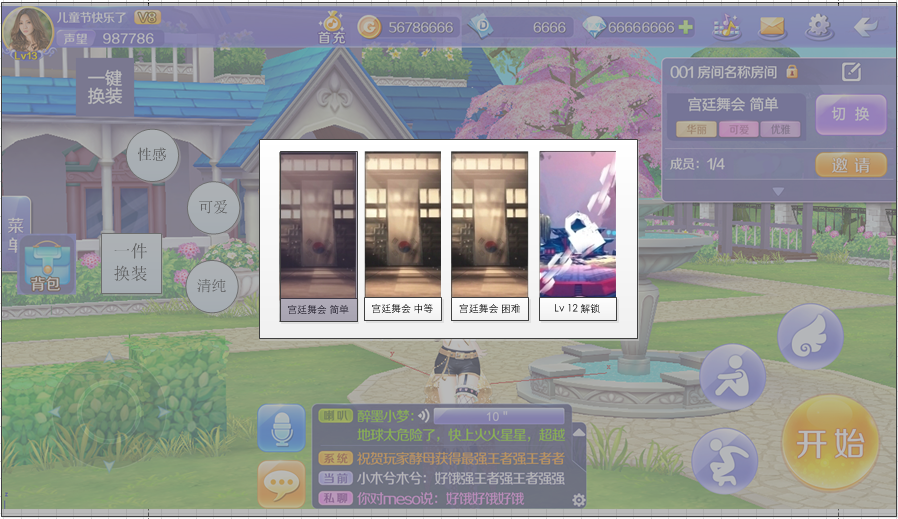 儿童节快乐了 V8
声望 987786
Lv13
首充
56786666
6666
66666666
一键
换装
性感
可爱
清纯
菜
单
背包
一件
换装
001 房间名称房间
宫廷舞会 简单
华丽 可爱 优雅
切 换
成员: 1/4
邀 请
宫廷舞会 简单
宫廷舞会 中等
宫廷舞会 困难
Lv 12 解锁
喇叭 醉墨小梦: 10 "
地球太危险了，快上火火星星，超越
系统 祝贺玩家酵母获得最强王者强王者者
当前 小木兮木兮：好饿强王者强王者强强
私聊 你对meso说：好饿好饿好饿
开 始